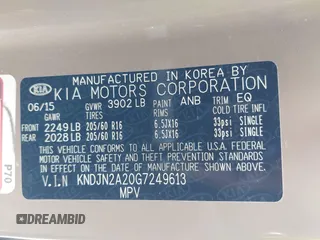 MANUFACTURED IN KOREA BY
KIA KIA MOTORS CORPORATION
06/15 GVWR 3902 LB PAINT ANB TRIM EQ
GAWR TIRES RIMS COLD TIRE INFL
FRONT 2249 LB 205/60 R16 6.5JX16 33psi SINGLE
REAR 2028 LB 205/60 R16 6.5JX16 33psi SINGLE
THIS VEHICLE CONFORMS TO ALL APPLICABLE U.S.
FEDERAL MOTOR VEHICLE SAFETY STANDARDS IN
EFFECT ON THE DATE OF MANUFACTURE SHOWN ABOVE.
V.I.N KNDJN2A20G7249613
MPV
P70
© DREAMBID